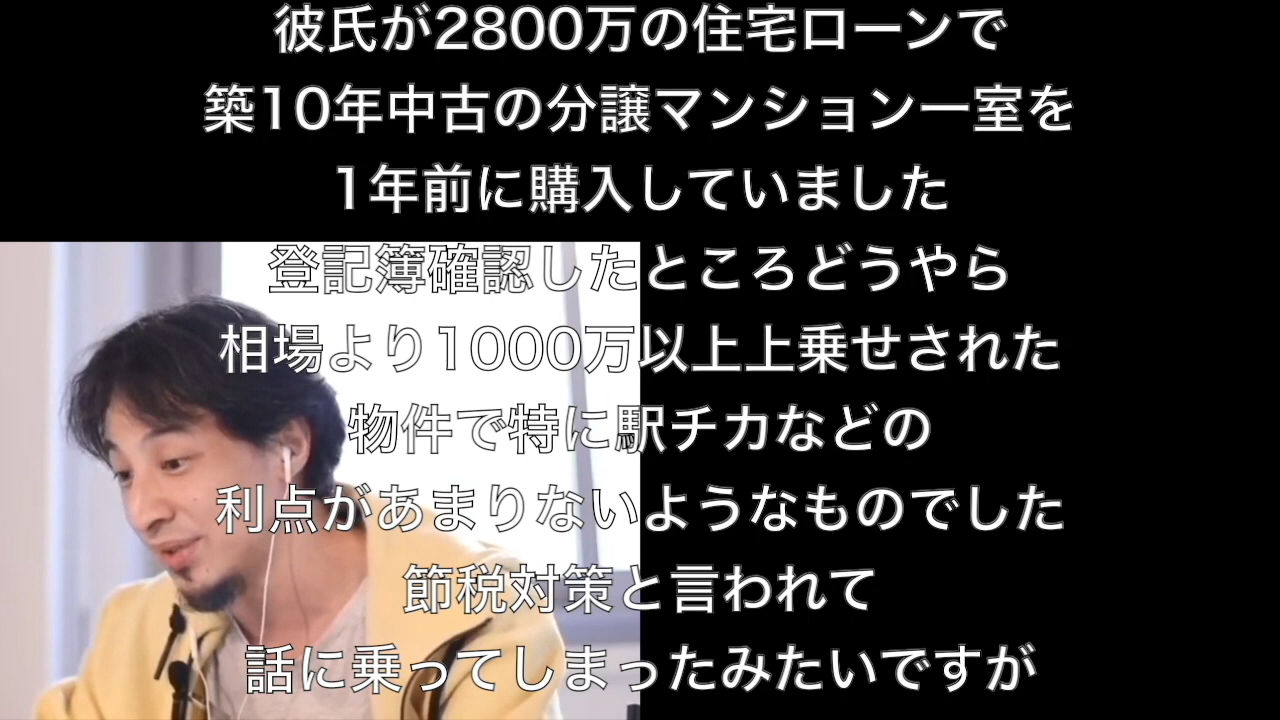 彼氏が2800万の住宅ローンで
築10年中古の分譲マンション一室を
1年前に購入していました
登記簿確認したところどうやら
相場より1000万以上上乗せされた
物件で特に駅チカなどの
利点があまりないようなものでした
節税対策と言われて
話に乗ってしまったみたいですが